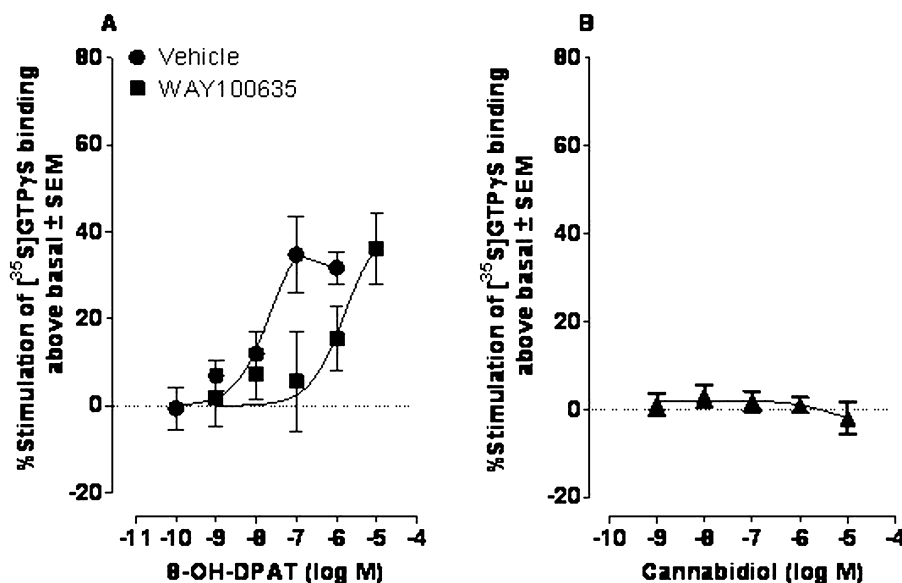 A
Vehicle
WAY100635
%Stimulation of [35S]GTPγS binding
above basal ± SEM
80
60
40
20
0
-20
-11 -10 -9 -8 -7 -6 -5 -4
8-OH-DPAT (log M)
B
%Stimulation of [35S]GTPγS binding
above basal ± SEM
80
60
40
20
0
-20
-10 -9 -8 -7 -6 -5 -4
Cannabidiol (log M)